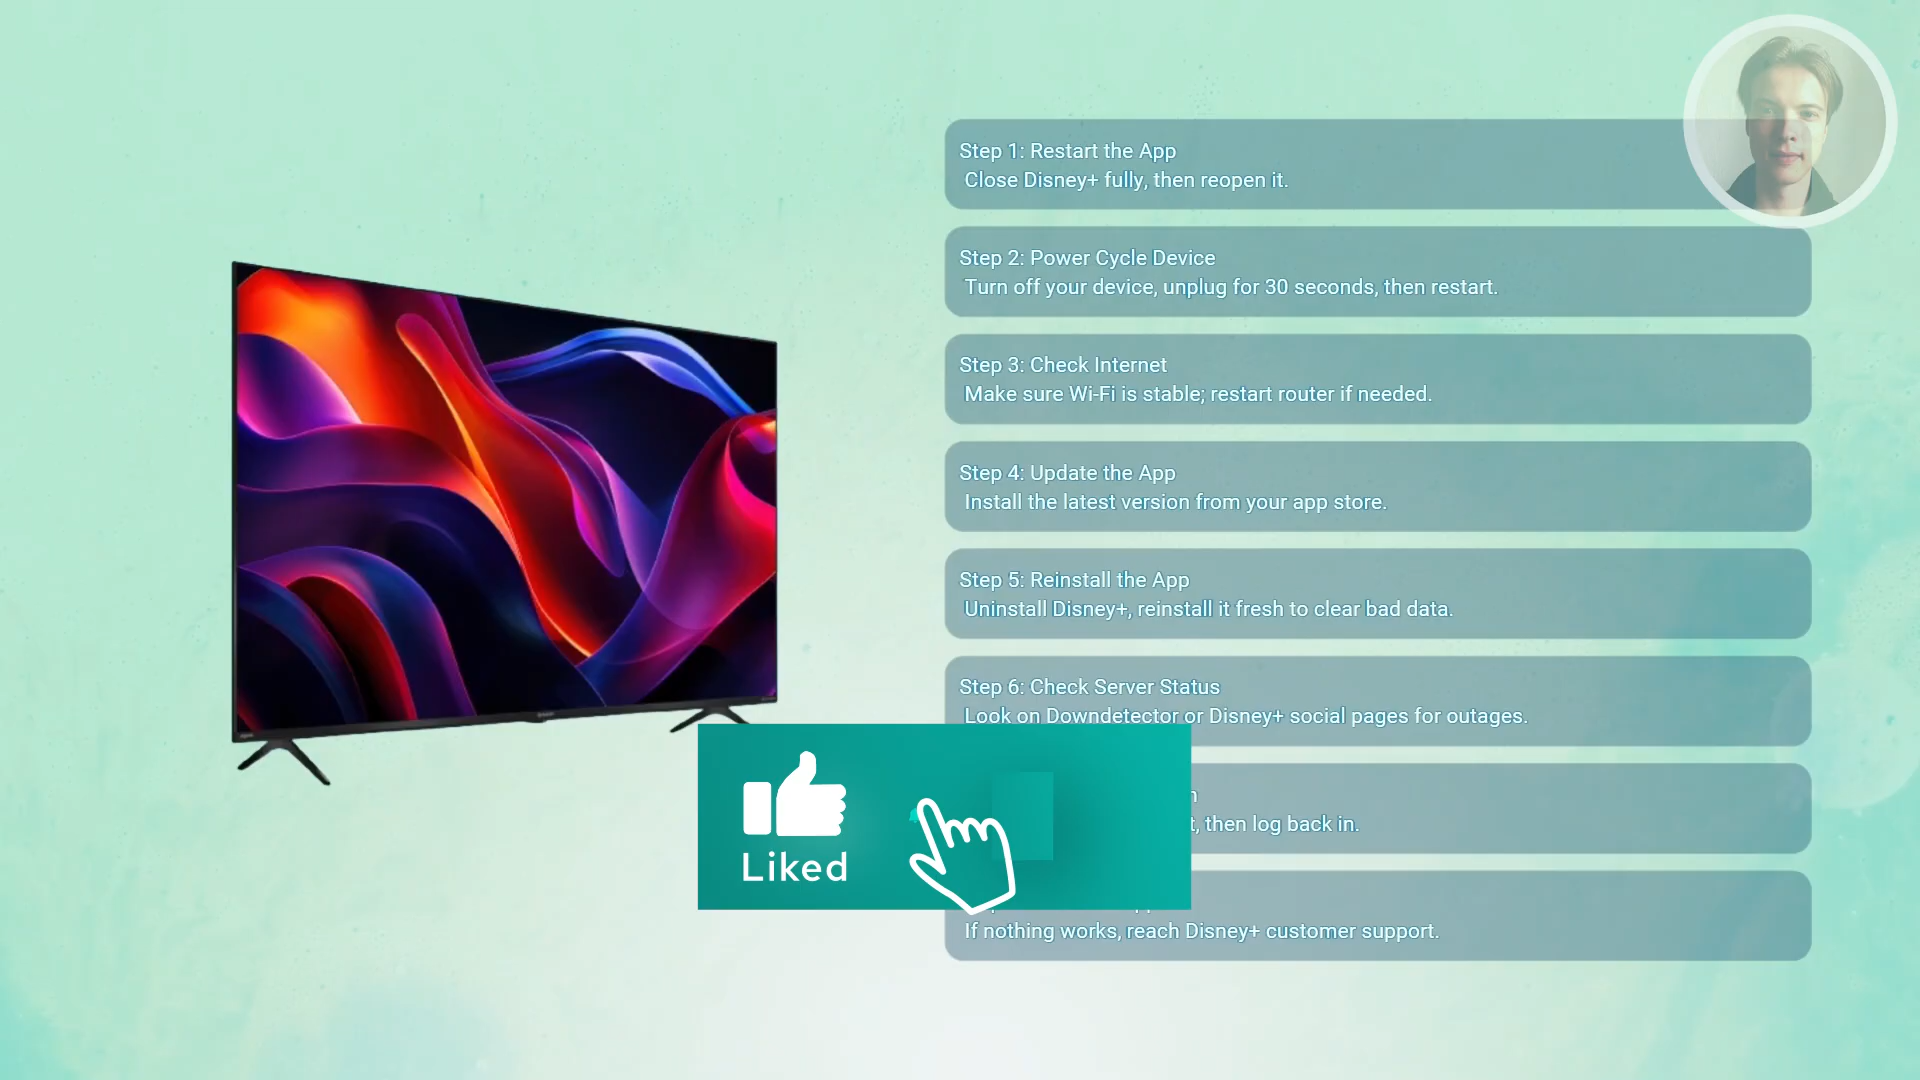 Step 1: Restart the App
Close Disney+ fully, then reopen it.
Step 2: Power Cycle Device
Turn off your device, unplug for 30 seconds, then restart.
Step 3: Check Internet
Make sure Wi-Fi is stable; restart router if needed.
Step 4: Update the App
Install the latest version from your app store.
Step 5: Reinstall the App
Uninstall Disney+, reinstall it fresh to clear bad data.
Step 6: Check Server Status
Look on Downdetector or Disney+ social pages for outages.
then log back in.
If nothing works, reach Disney+ customer support.
Liked